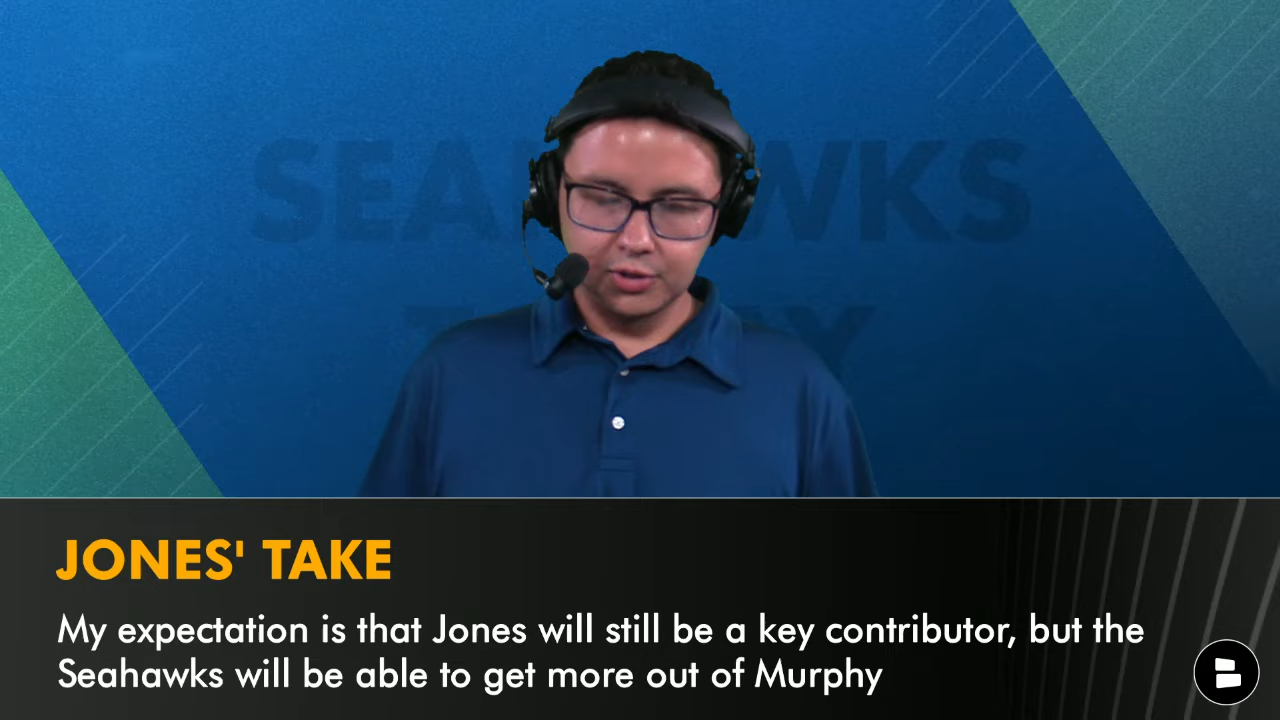 SEAHAWKS
JONES' TAKE
My expectation is that Jones will still be a key contributor, but the
Seahawks will be able to get more out of Murphy